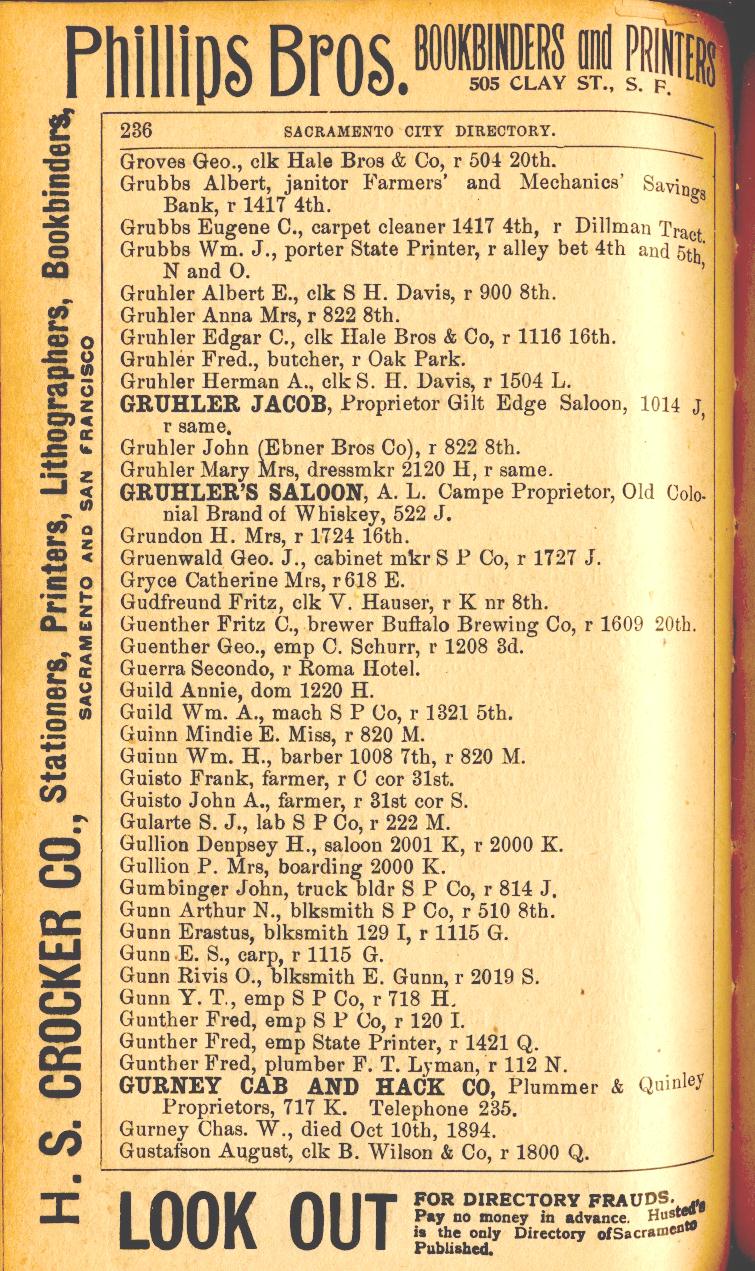 Phillips Bros. BOOKBINDERS and PRINTERS
505 CLAY ST., S. F.
H. S. CROCKER CO., Stationers, Printers, Lithographers, Bookbinders,
SACRAMENTO AND SAN FRANCISCO
236 SACRAMENTO CITY DIRECTORY.
Groves Geo., clk Hale Bros & Co, r 504 20th.
Grubbs Albert, janitor Farmers' and Mechanics' Savings
Bank, r 1417 4th.
Grubbs Eugene C., carpet cleaner 1417 4th, r Dillman Tract.
Grubbs Wm. J., porter State Printer, r alley bet 4th and 5th,
N and O.
Gruhler Albert E., clk S H. Davis, r 900 8th.
Gruhler Anna Mrs, r 822 8th.
Gruhler Edgar C., clk Hale Bros & Co, r 1116 16th.
Gruhler Fred., butcher, r Oak Park.
Gruhler Herman A., clk S. H. Davis, r 1504 L.
GRUHLER JACOB, Proprietor Gilt Edge Saloon, 1014 J,
r same.
Gruhler John (Ebner Bros Co), r 822 8th.
Gruhler Mary Mrs, dressmkr 2120 H, r same.
GRUHLER'S SALOON, A. L. Campe Proprietor, Old Colo-
nial Brand of Whiskey, 522 J.
Grundon H. Mrs, r 1724 16th.
Gruenwald Geo. J., cabinet mkr S P Co, r 1727 J.
Gryce Catherine Mrs, r 618 E.
Gudfreund Fritz, clk V. Hauser, r K nr 8th.
Guenther Fritz C., brewer Buffalo Brewing Co, r 1609 20th.
Guenther Geo., emp C. Schurr, r 1208 3d.
Guerra Secondo, r Roma Hotel.
Guild Annie, dom 1220 H.
Guild Wm. A., mach S P Co, r 1321 5th.
Guinn Mindie E. Miss, r 820 M.
Guinn Wm. H., barber 1008 7th, r 820 M.
Guisto Frank, farmer, r C cor 31st.
Guisto John A., farmer, r 31st cor S.
Gularte S. J., lab S P Co, r 222 M.
Gullion Denpsey H., saloon 2001 K, r 2000 K.
Gullion P. Mrs, boarding 2000 K.
Gumbinger John, truck bldr S P Co, r 814 J.
Gunn Arthur N., blksmith S P Co, r 510 8th.
Gunn Erastus, blksmith 129 I, r 1115 G.
Gunn E. S., carp, r 1115 G.
Gunn Rivis O., blksmith E. Gunn, r 2019 S.
Gunn Y. T., emp S P Co, r 718 H.
Gunther Fred, emp S P Co, r 120 I.
Gunther Fred, emp State Printer, r 1421 Q.
Gunther Fred, plumber F. T. Lyman, r 112 N.
GURNEY CAB AND HACK CO, Plummer & Quinley
Proprietors, 717 K. Telephone 235.
Gurney Chas. W., died Oct 10th, 1894.
Gustafson August, clk B. Wilson & Co, r 1800 Q.
LOOK OUT FOR DIRECTORY FRAUDS.
Pay no money in advance. Husted's
is the only Directory of Sacramento
Published.